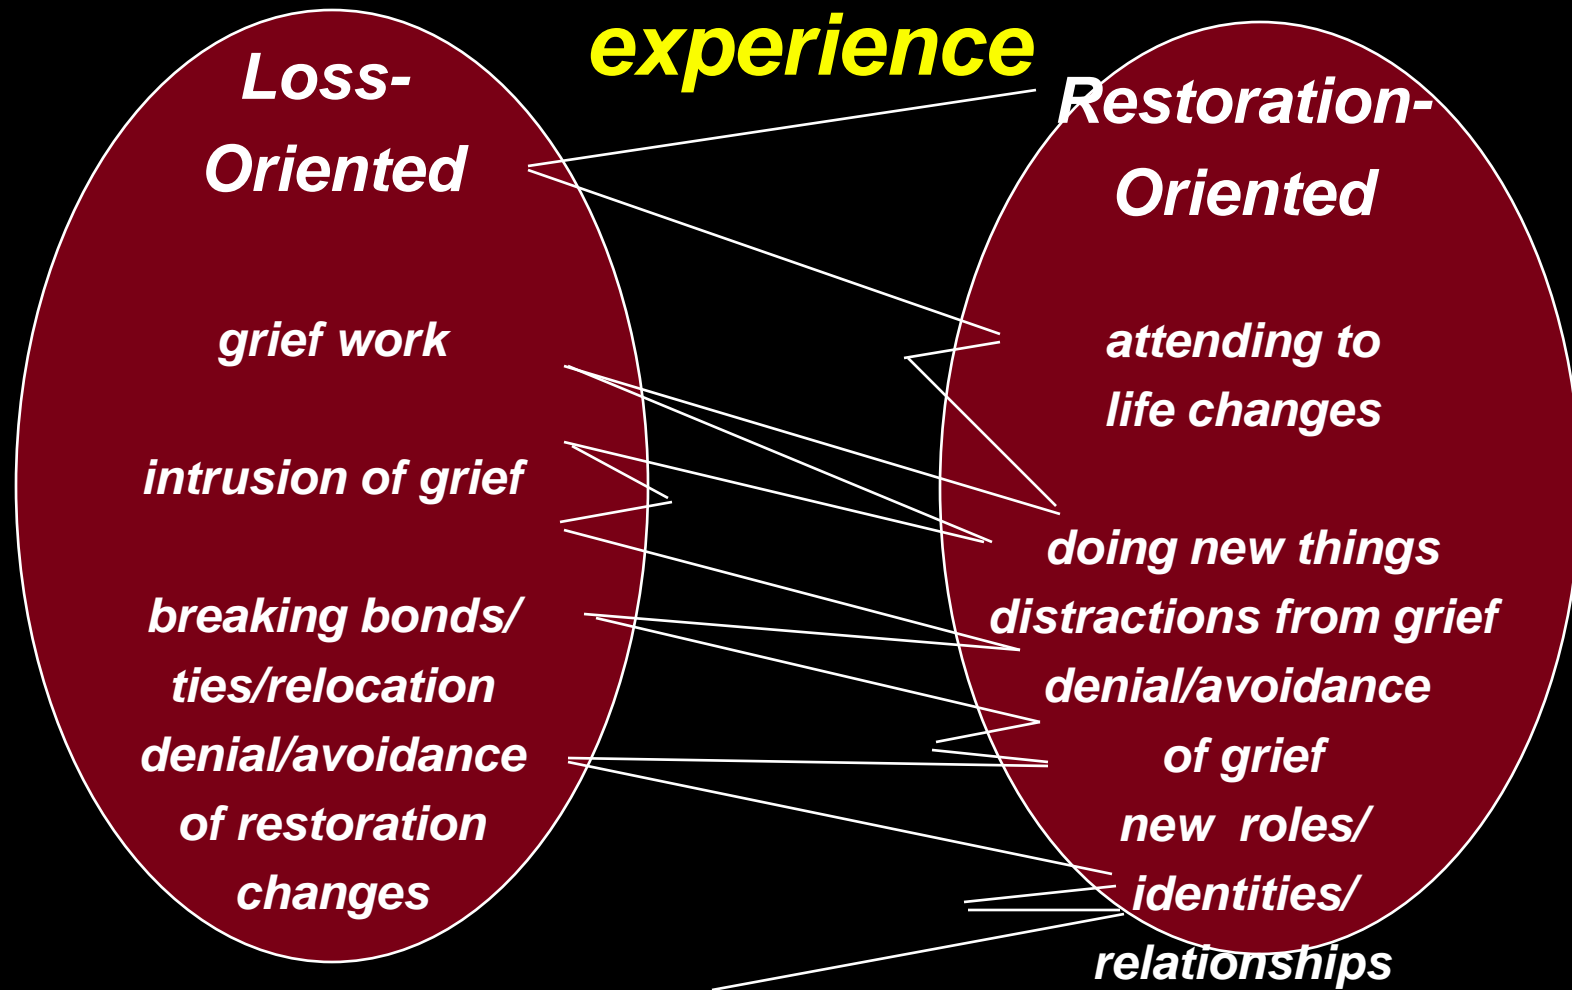 experience
Loss-
Oriented
grief work
intrusion of grief
breaking bonds/
ties/relocation
denial/avoidance
of restoration
changes
Restoration-
Oriented
attending to
life changes
doing new things
distractions from grief
denial/avoidance
of grief
new  roles/
identities/
relationships